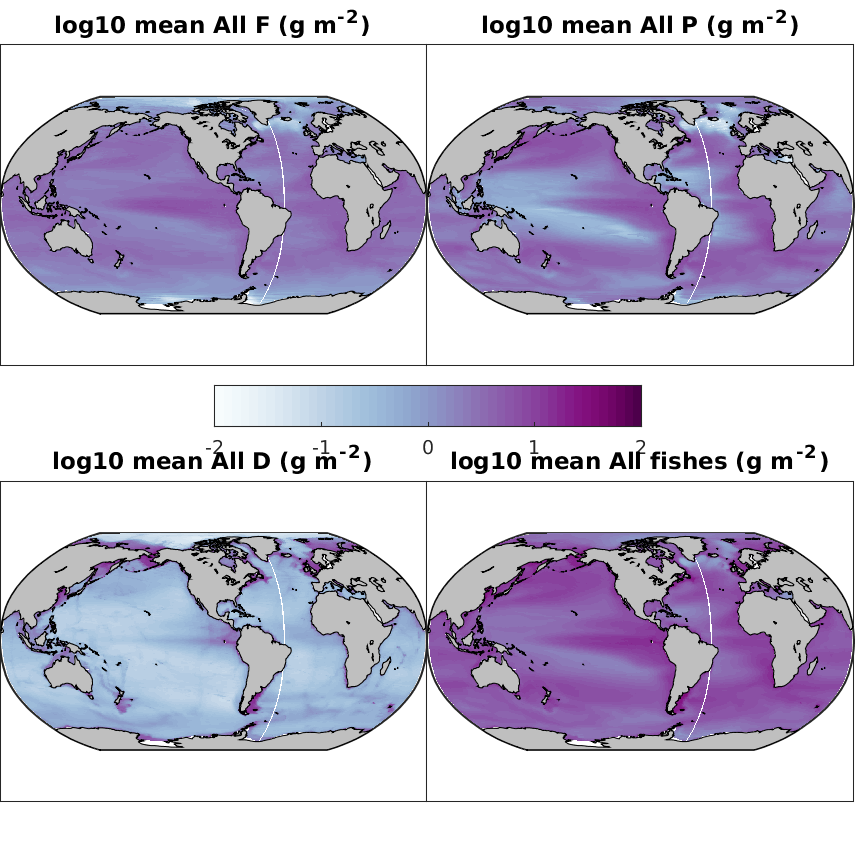 log10 mean All F (g m-2)
log10 mean All P (g m-2)
-2 -1 0 1 2
log10 mean All D (g m-2)
log10 mean All fishes (g m-2)